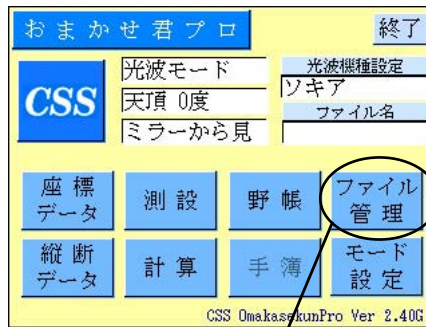 おまかせ君プロ
終了
CSS
光波モード
天頂 0度
ミラーから見
光波機種設定
ソキア
ファイル名
座標
データ
測設
野帳
ファイル
管理
縦断
データ
計算
手簿
モード
設定
CSS OmakasekunPro Ver 2.40G